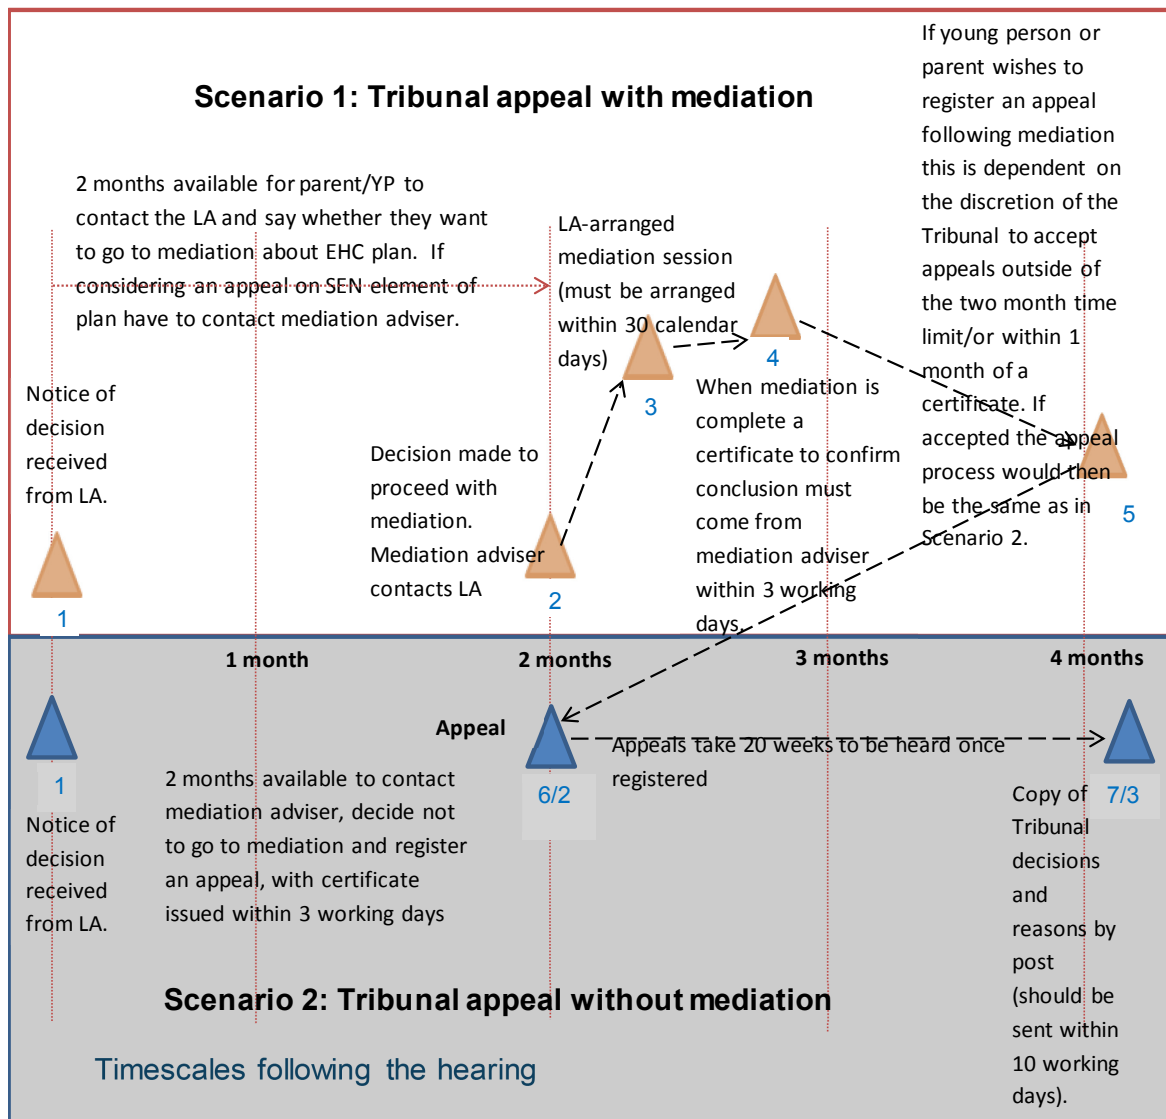 Scenario 1: Tribunal appeal with mediation
2 months available for parent/YP to
contact the LA and say whether they want
to go to mediation about EHC plan.  If
considering an appeal on SEN element of
plan have to contact mediation adviser.
Notice of
decision
received
from LA.
1
Decision made to
proceed with
mediation.
Mediation adviser
contacts LA
2
LA-arranged
mediation session
(must be arranged
within 30 calendar
days)
3
4
When mediation is
complete a
certificate to confirm
conclusion must
come from
mediation adviser
within 3 working
days.
If young person or
parent wishes to
register an appeal
following mediation
this is dependent on
the discretion of the
Tribunal to accept
appeals outside of
the two month time
limit/or within 1
month of a
certificate. If
accepted the appeal
process would then
be the same as in
Scenario 2.
5
1 month
2 months
3 months
4 months
1
Notice of
decision
received
from LA.
2 months available to contact
mediation adviser, decide not
to go to mediation and register
an appeal, with certificate
issued within 3 working days
Appeal
6/2
Appeals take 20 weeks to be heard once
registered
7/3
Copy of
Tribunal
decisions
and
reasons by
post
(should be
sent within
10 working
days).
Scenario 2: Tribunal appeal without mediation
Timescales following the hearing